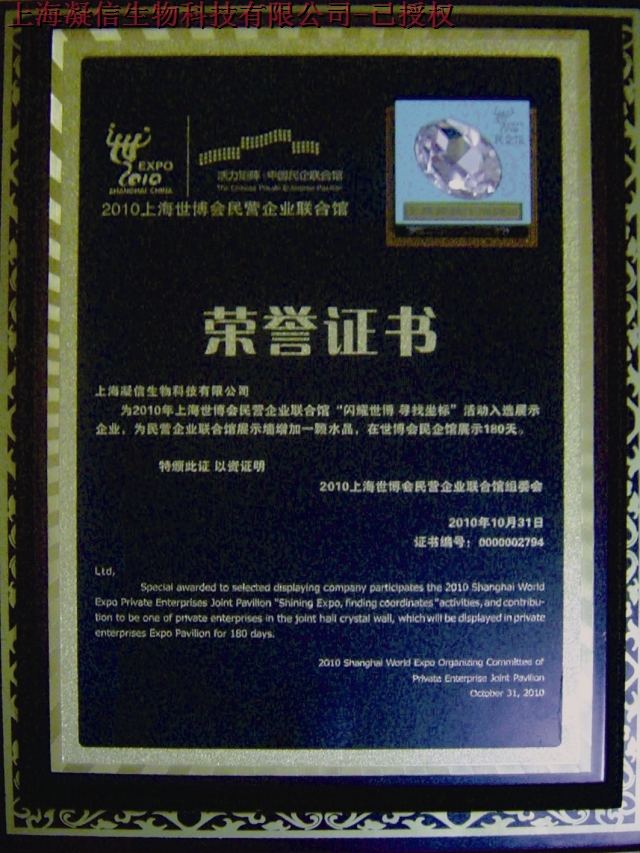 上海凝信生物科技有限公司-已授权
EXPO
2010
SHANGHAI CHINA
活力矩阵·中国民企联合馆
The Chinese Private Enterprise Pavilion
2010上海世博会民营企业联合馆
荣誉证书
上海凝信生物科技有限公司
为2010年上海世博会民营企业联合馆“闪耀世博 寻找坐标”活动入选展示
企业，为民营企业联合馆展示墙增加一颗水晶，在世博会民企馆展示180天。
特颁此证 以资证明
2010上海世博会民营企业联合馆组委会
2010年10月31日
证书编号：0000002794
Ltd,
Special awarded to selected displaying company participates the 2010 Shanghai World
Expo Private Enterprises Joint Pavilion "Shining Expo, finding coordinates" activities, and contribu-
tion to be one of private enterprises in the joint hall crystal wall, which will be displayed in private
enterprises Expo Pavilion for 180 days.
2010 Shanghai World Expo Organizing Committee of
Private Enterprise Joint Pavilion
October 31, 2010